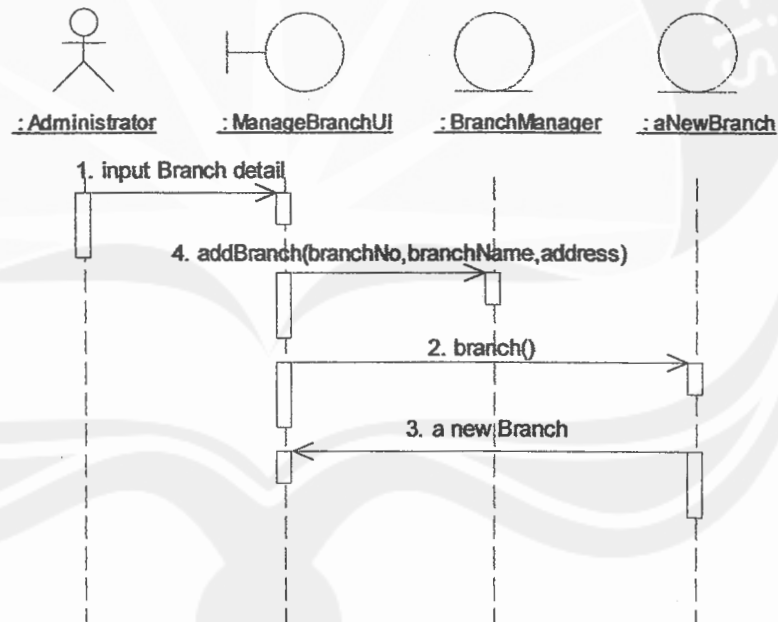 : Administrator : ManageBranchUI : BranchManager : aNewBranch
1. input Branch detail
4. addBranch(branchNo,branchName,address)
2. branch()
3. a new Branch